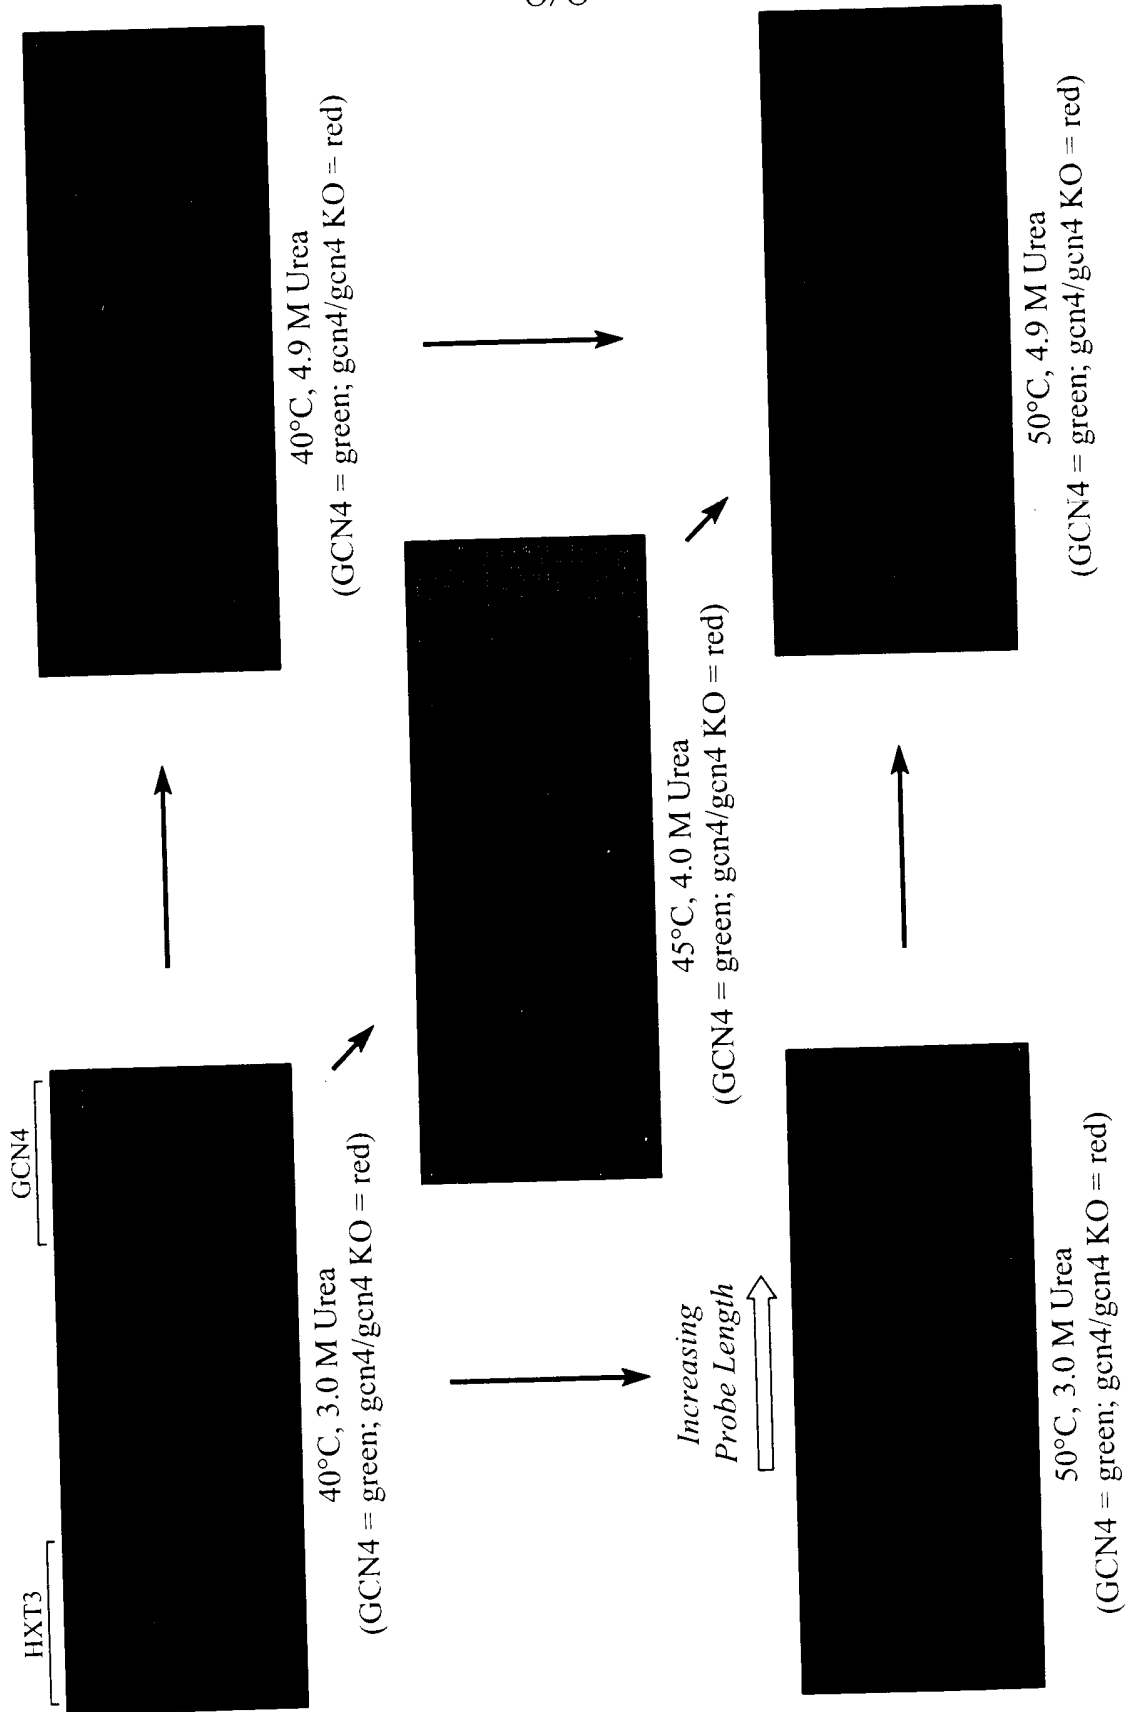 HXT3
GCN4
40°C, 3.0 M Urea
(GCN4 = green; gcn4/gcn4 KO = red)
40°C, 4.9 M Urea
(GCN4 = green; gcn4/gcn4 KO = red)
45°C, 4.0 M Urea
(GCN4 = green; gcn4/gcn4 KO = red)
Increasing
Probe Length
50°C, 3.0 M Urea
(GCN4 = green; gcn4/gcn4 KO = red)
50°C, 4.9 M Urea
(GCN4 = green; gcn4/gcn4 KO = red)